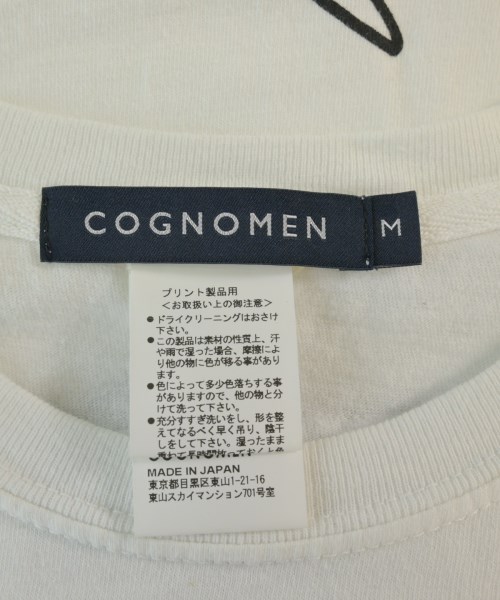 COGNOMEN
M
プリント製品用
<お取扱い上の御注意>
●ドライクリーニングはおさけ
下さい。
●この製品は素材の性質上、汗
や雨で湿った場合、摩擦によ
り他の物に色が移る事があり
ます。
●色によって多少色落ちする事
がありますので、他の物と分
けて洗って下さい。
●充分すすぎ洗いをし、形を整
えてなるべく早く吊り、陰干
しをして下さい。湿ったまま
MADE IN JAPAN
東京都目黒区東山1-21-16
東山スカイマンション701号室